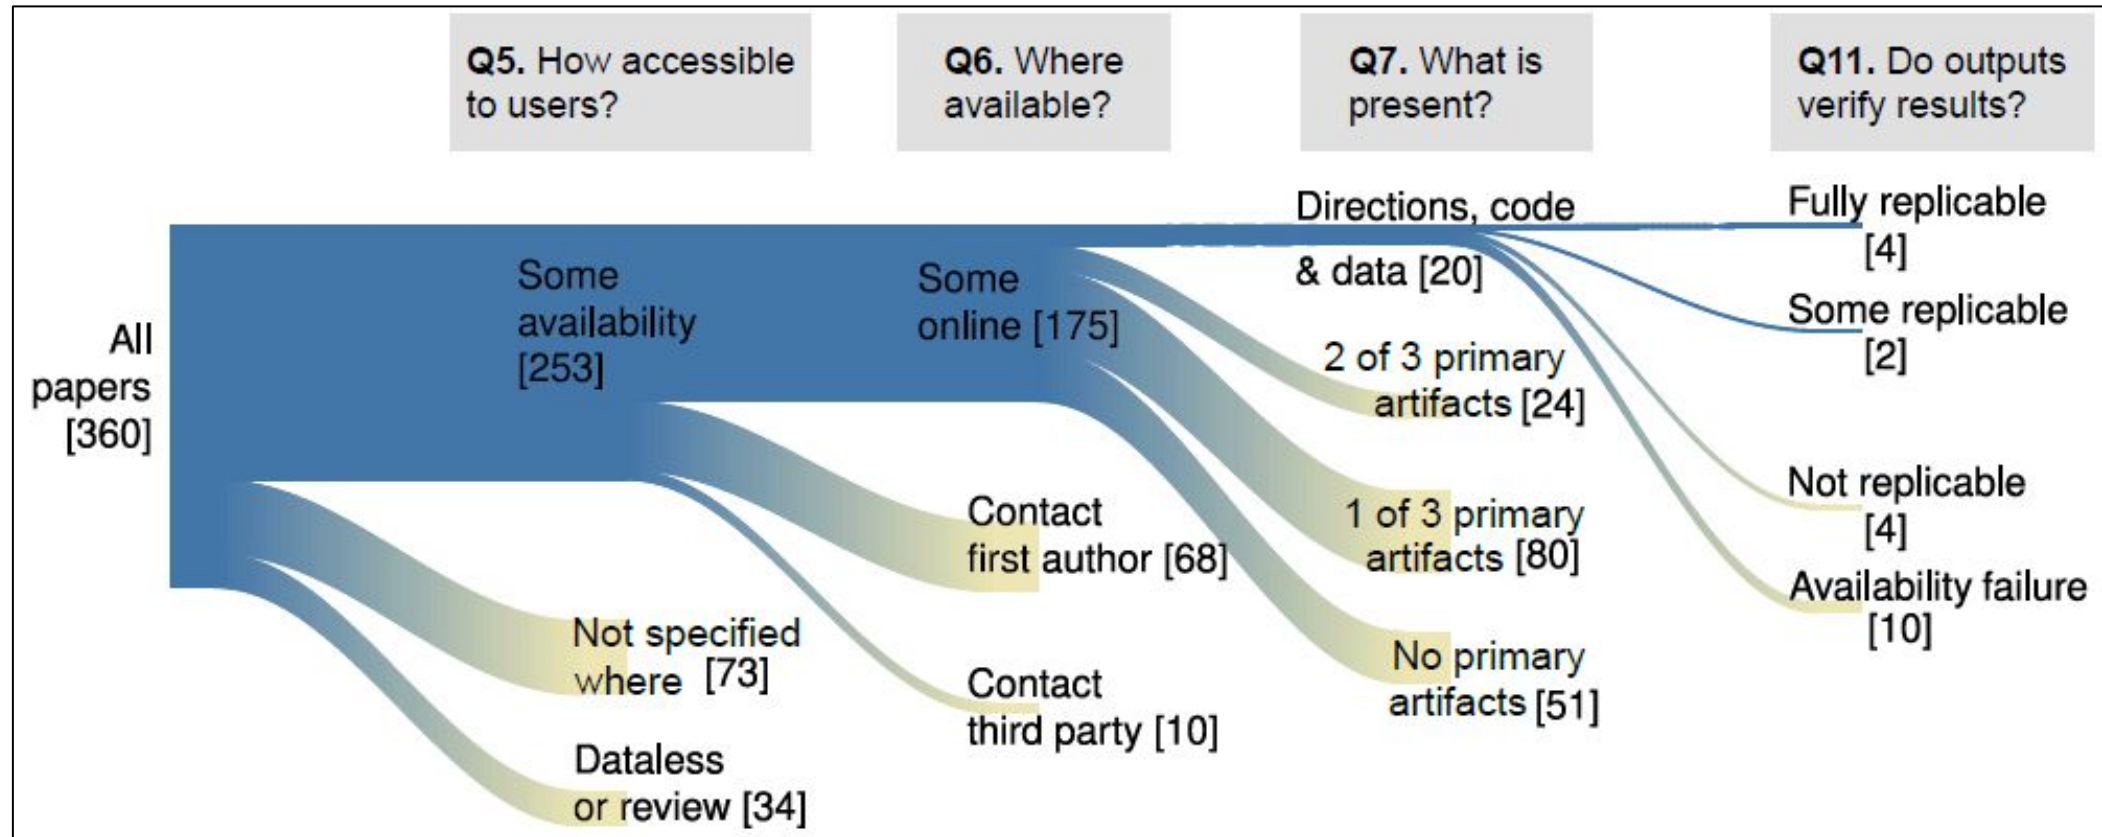 Q5. How accessible
to users?
Q6. Where
available?
Q7. What is
present?
Q11. Do outputs
verify results?
All
papers
[360]
Some
availability
[253]
Not specified
where [73]
Dataless
or review [34]
Some
online [175]
Contact
first author [68]
Contact
third party [10]
Directions, code
& data [20]
2 of 3 primary
artifacts [24]
1 of 3 primary
artifacts [80]
No primary
artifacts [51]
Fully replicable
[4]
Some replicable
[2]
Not replicable
[4]
Availability failure
[10]